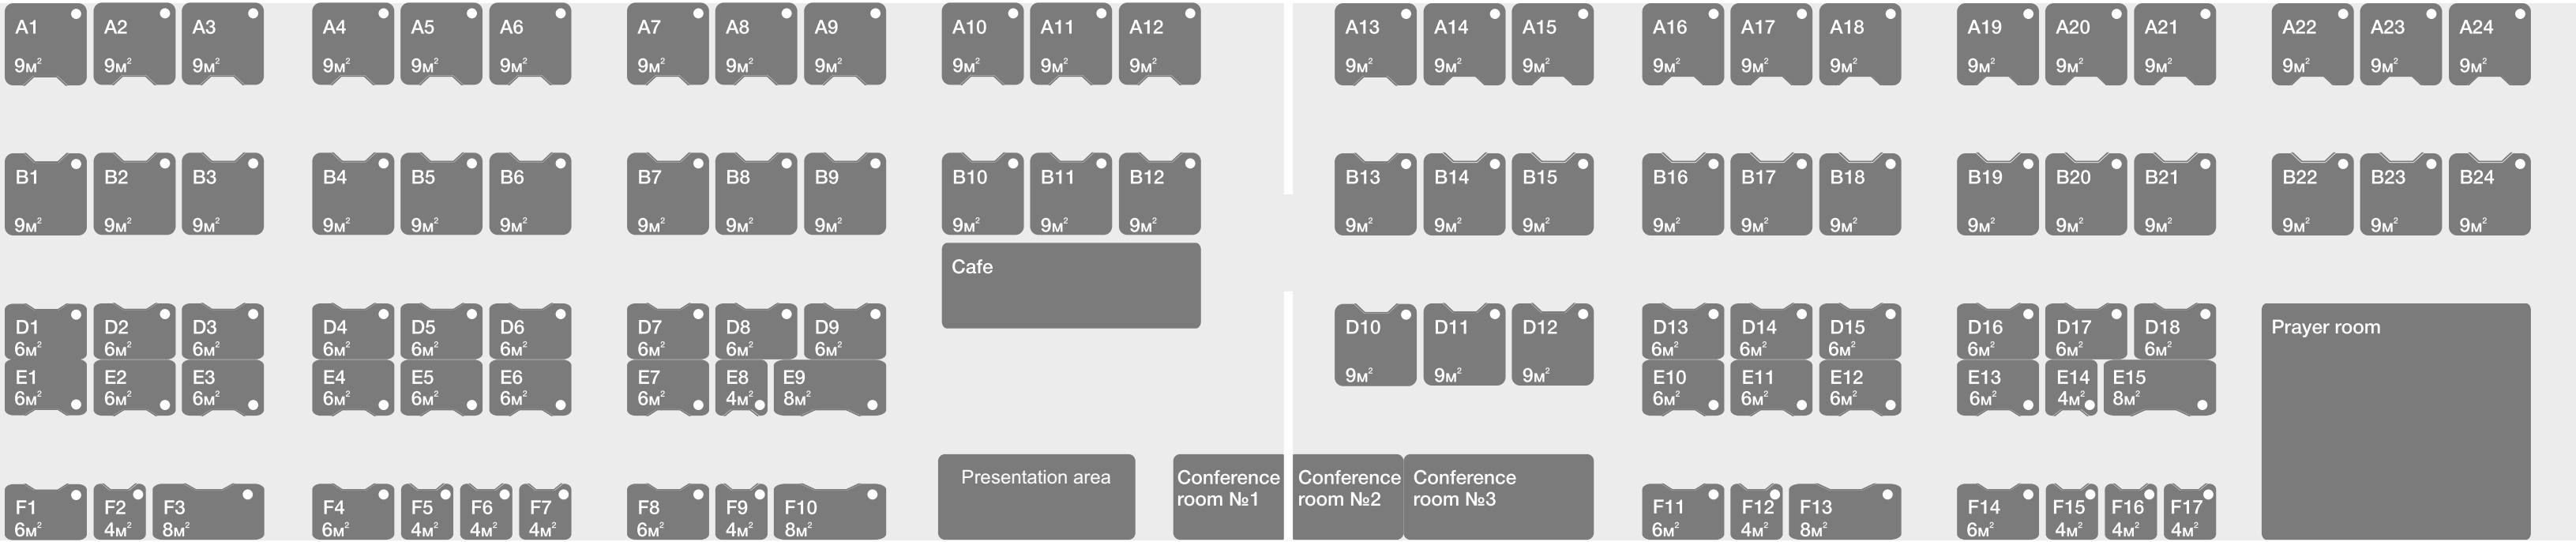 A1 A2 A3 A4 A5 A6 A7 A8 A9 A10 A11 A12 A13 A14 A15 A16 A17 A18 A19 A20 A21 A22 A23 A24
9м² 9м² 9м² 9м² 9м² 9м² 9м² 9м² 9м² 9м² 9м² 9м² 9м² 9м² 9м² 9м² 9м² 9м² 9м² 9м² 9м² 9м² 9м² 9м²
B1 B2 B3 B4 B5 B6 B7 B8 B9 B10 B11 B12 B13 B14 B15 B16 B17 B18 B19 B20 B21 B22 B23 B24
9м² 9м² 9м² 9м² 9м² 9м² 9м² 9м² 9м² 9м² 9м² 9м² 9м² 9м² 9м² 9м² 9м² 9м² 9м² 9м² 9м² 9м² 9м² 9м²
Cafe
D1 D2 D3 D4 D5 D6 D7 D8 D9 D10 D11 D12 D13 D14 D15 D16 D17 D18 Prayer room
6м² 6м² 6м² 6м² 6м² 6м² 6м² 6м² 6м² 6м² 6м² 6м² 6м² 6м² 6м²
E1 E2 E3 E4 E5 E6 E7 E8 E9 9м² 9м² 9м² E10 E11 E12 E13 E14 E15
6м² 6м² 6м² 6м² 6м² 6м² 6м² 4м² 8м² 6м² 6м² 6м² 6м² 4м² 8м²
Presentation area Conference Conference Conference
room №1 room №2 room №3
F1 F2 F3 F4 F5 F6 F7 F8 F9 F10 F11 F12 F13 F14 F15 F16 F17
6м² 4м² 8м² 6м² 4м² 4м² 4м² 6м² 4м² 8м² 6м² 4м² 8м² 6м² 4м² 4м² 4м²